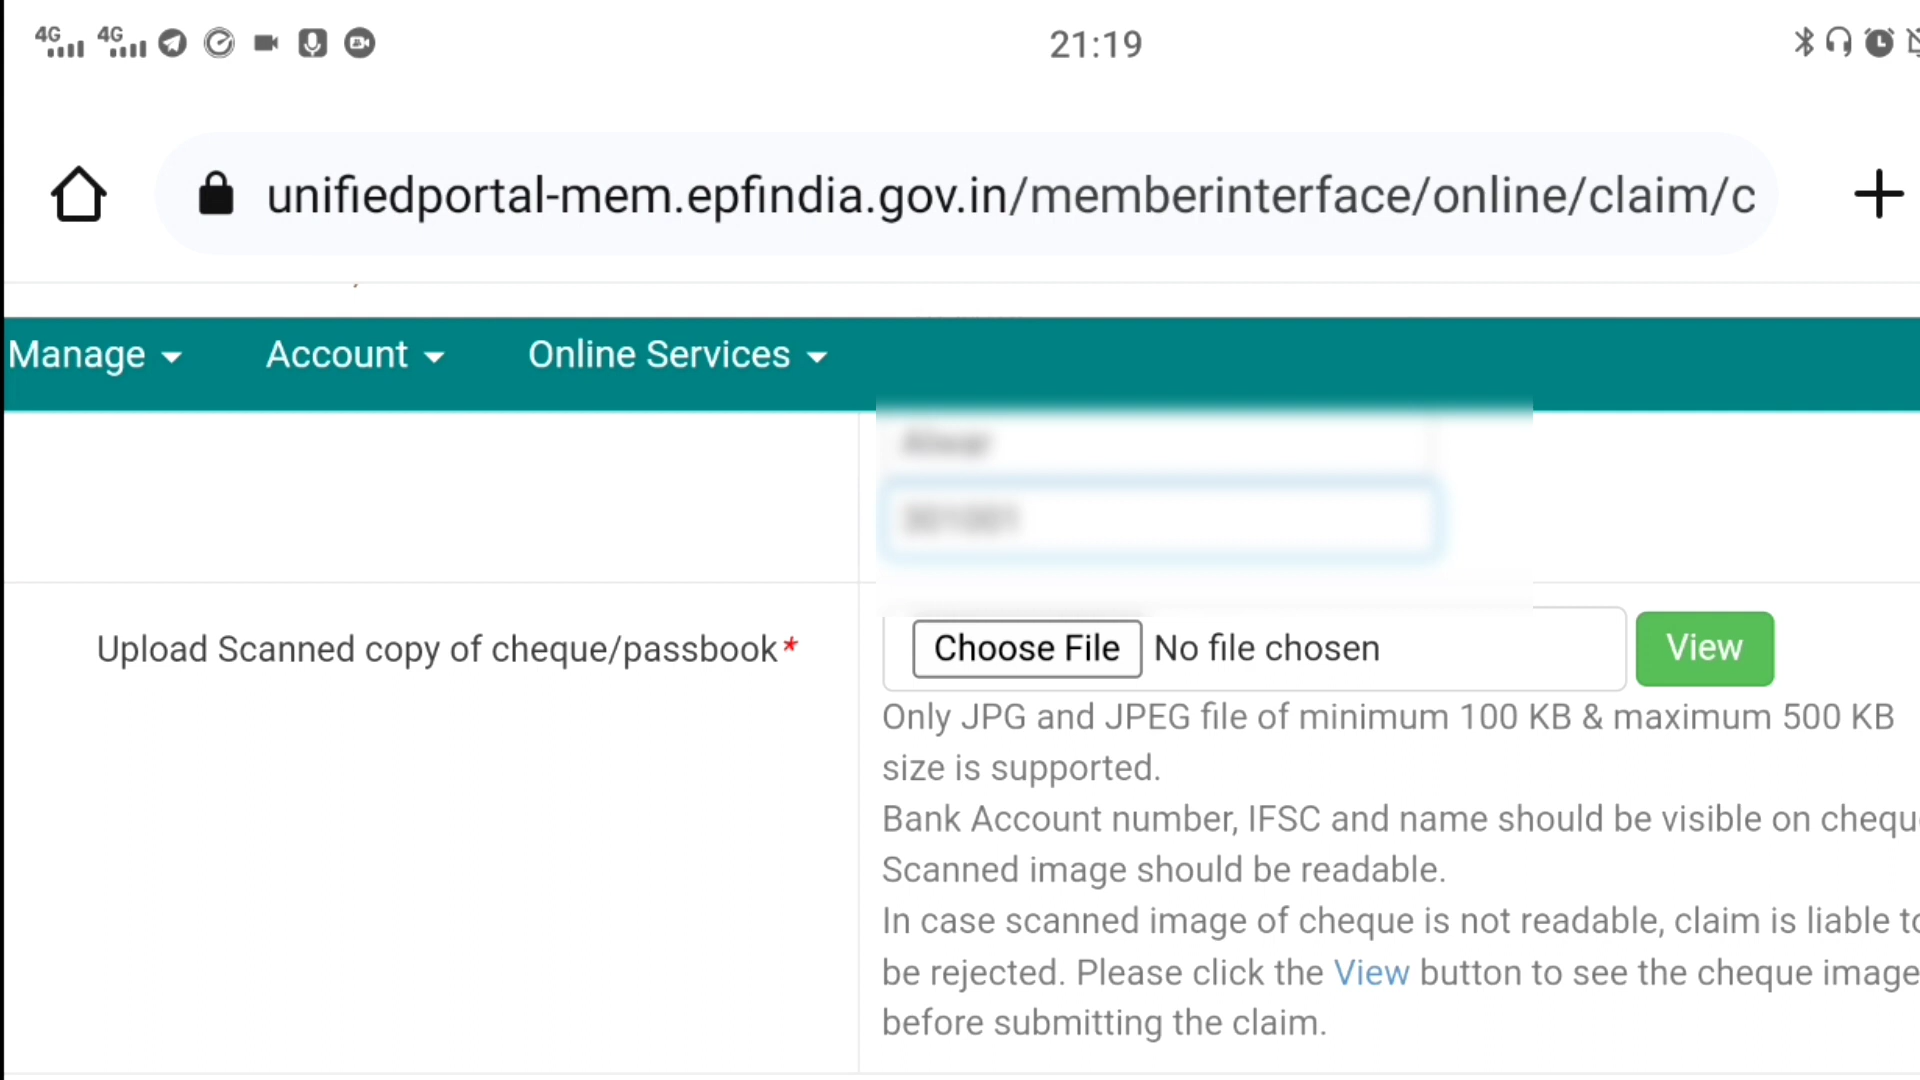 4G 4G 21:19
unifiedportal-mem.epfindia.gov.in/memberinterface/online/claim/c
Manage Account Online Services
Upload Scanned copy of cheque/passbook* Choose File No file chosen View
Only JPG and JPEG file of minimum 100 KB & maximum 500 KB
size is supported.
Bank Account number, IFSC and name should be visible on chequ
Scanned image should be readable.
In case scanned image of cheque is not readable, claim is liable to
be rejected. Please click the View button to see the cheque image
before submitting the claim.